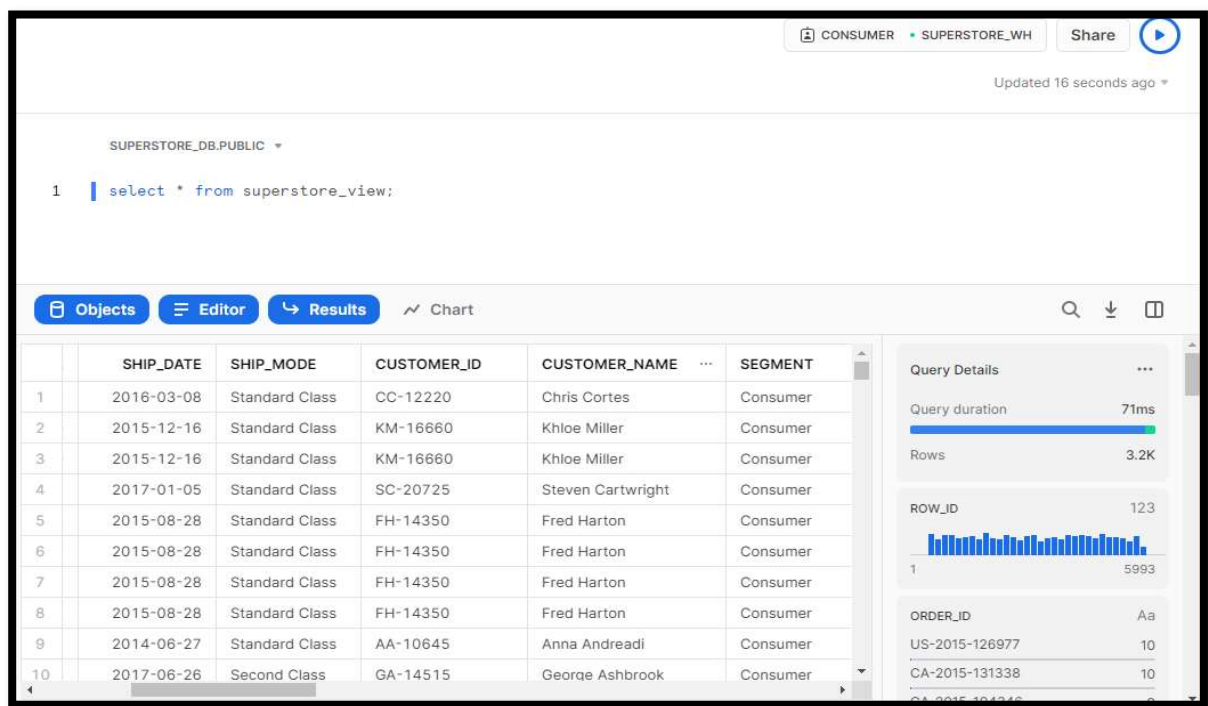 CONSUMER • SUPERSTORE_WH Share
Updated 16 seconds ago
SUPERSTORE_DB.PUBLIC
1 select * from superstore_view;
Objects Editor Results Chart
SHIP_DATE SHIP_MODE CUSTOMER_ID CUSTOMER_NAME ... SEGMENT
1 2016-03-08 Standard Class CC-12220 Chris Cortes Consumer
2 2015-12-16 Standard Class KM-16660 Khloe Miller Consumer
3 2015-12-16 Standard Class KM-16660 Khloe Miller Consumer
4 2017-01-05 Standard Class SC-20725 Steven Cartwright Consumer
5 2015-08-28 Standard Class FH-14350 Fred Harton Consumer
6 2015-08-28 Standard Class FH-14350 Fred Harton Consumer
7 2015-08-28 Standard Class FH-14350 Fred Harton Consumer
8 2015-08-28 Standard Class FH-14350 Fred Harton Consumer
9 2014-06-27 Standard Class AA-10645 Anna Andreadi Consumer
10 2017-06-26 Second Class GA-14515 George Ashbrook Consumer
Query Details ...
Query duration 71ms
Rows 3.2K
ROW_ID 123
1 5993
ORDER_ID Aa
US-2015-126977 10
CA-2015-131338 10